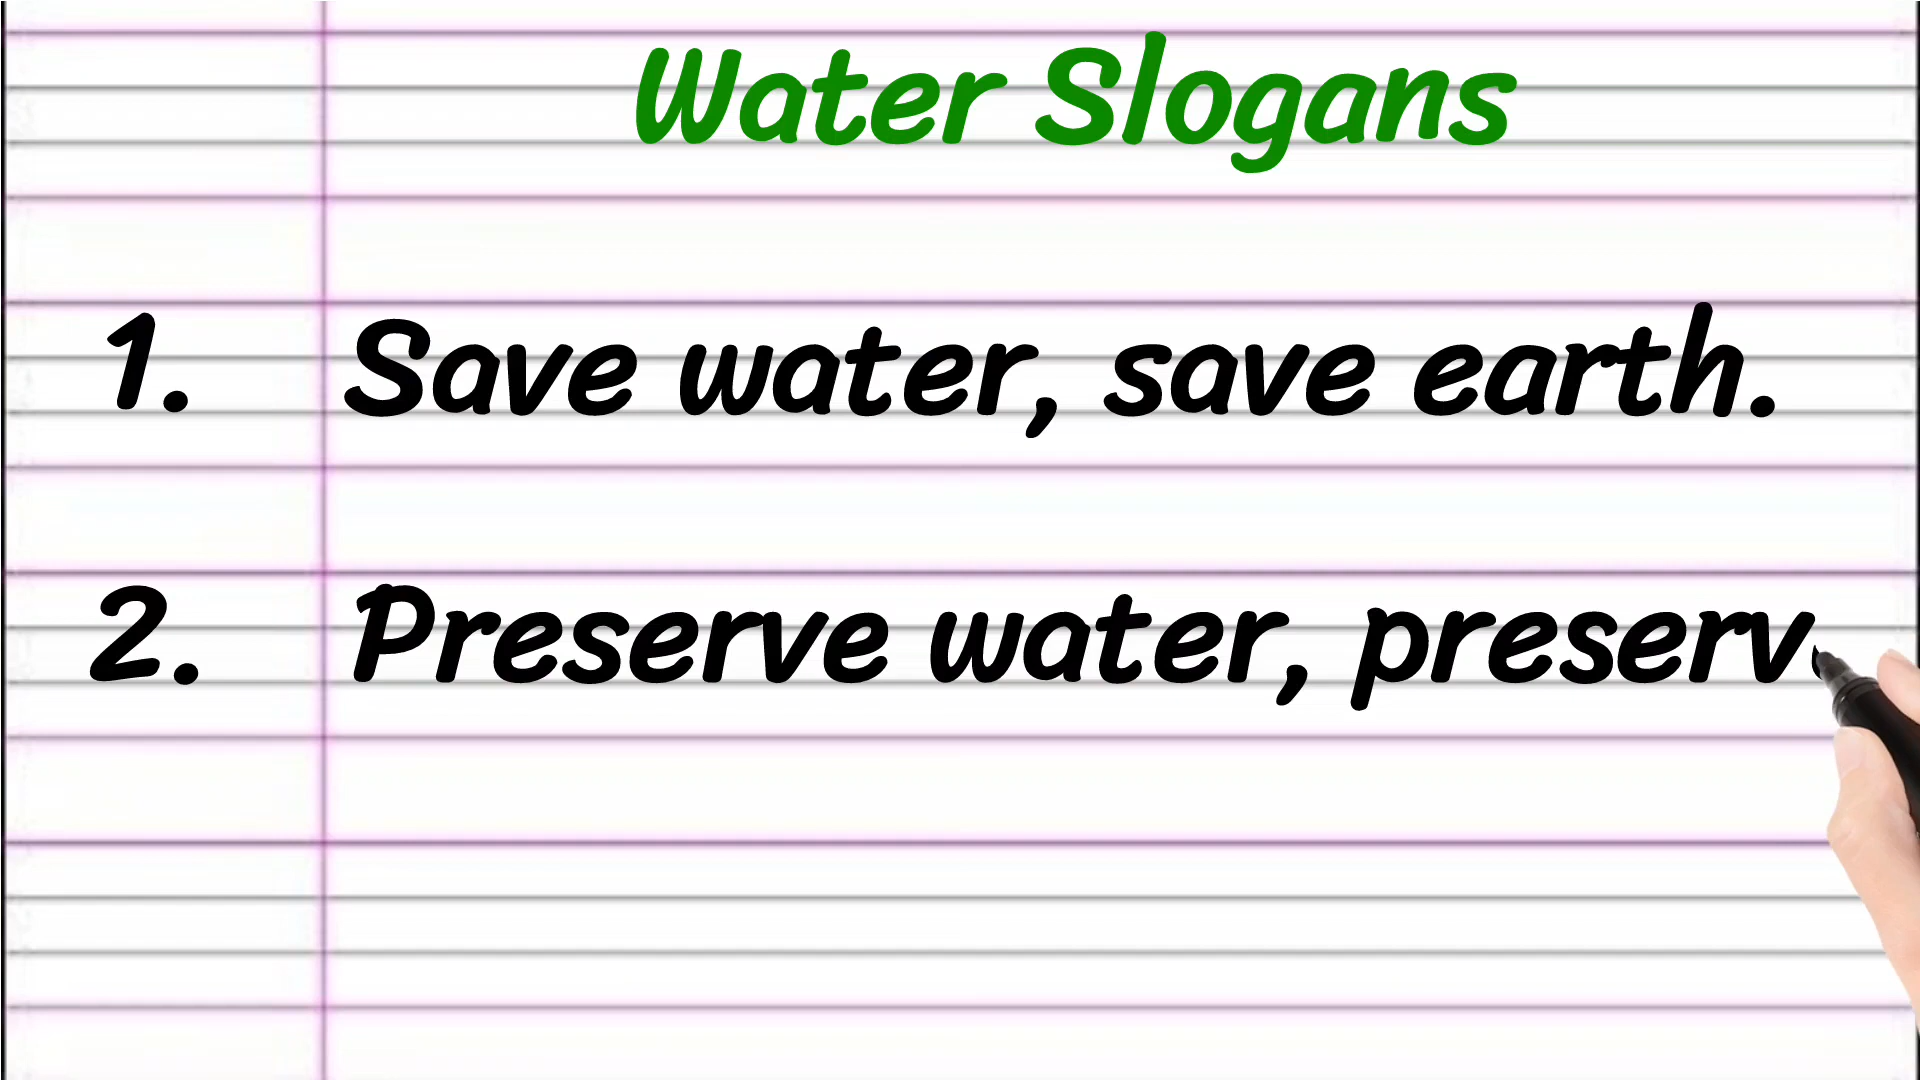 Water Slogans
1. Save water, save earth.
2. Preserve water, preserv